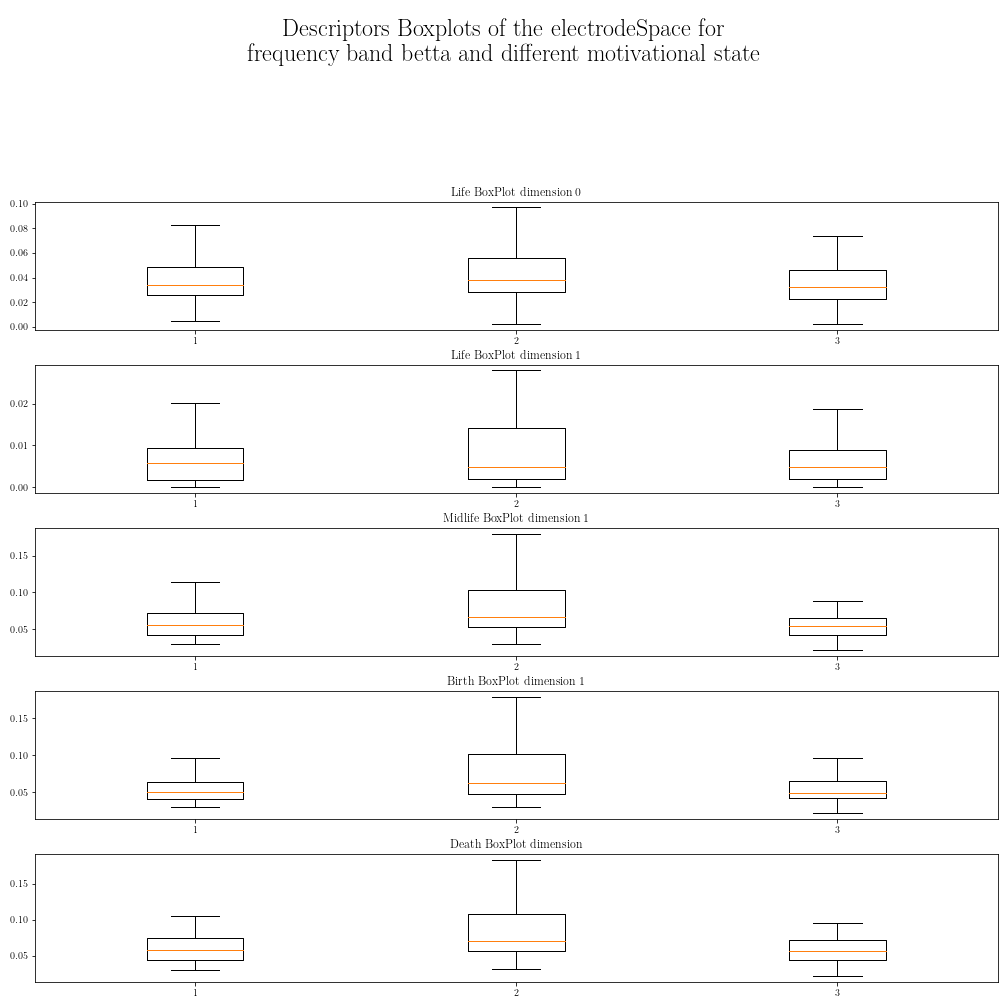 Descriptors Boxplots of the electrodeSpace for
frequency band betta and different motivational state
Life BoxPlot dimension 0
0.10
0.08
0.06
0.04
0.02
0.00
1 2 3
Life BoxPlot dimension 1
0.02
0.01
0.00
1 2 3
Midlife BoxPlot dimension 1
0.15
0.10
0.05
1 2 3
Birth BoxPlot dimension 1
0.15
0.10
0.05
1 2 3
Death BoxPlot dimension
0.15
0.10
0.05
1 2 3